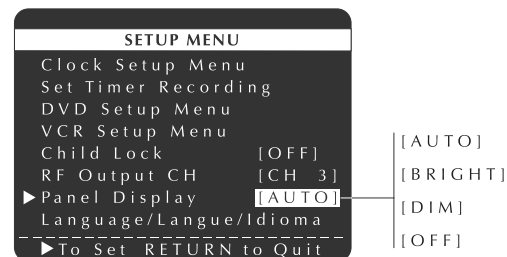 SETUP MENU
Clock Setup Menu
Set Timer Recording
DVD Setup Menu
VCR Setup Menu
Child Lock [OFF]
RF Output CH [CH 3]
▶Panel Display [AUTO]
Language/Langue/Idioma
▶To Set RETURN to Quit
[AUTO]
[BRIGHT]
[DIM]
[OFF]